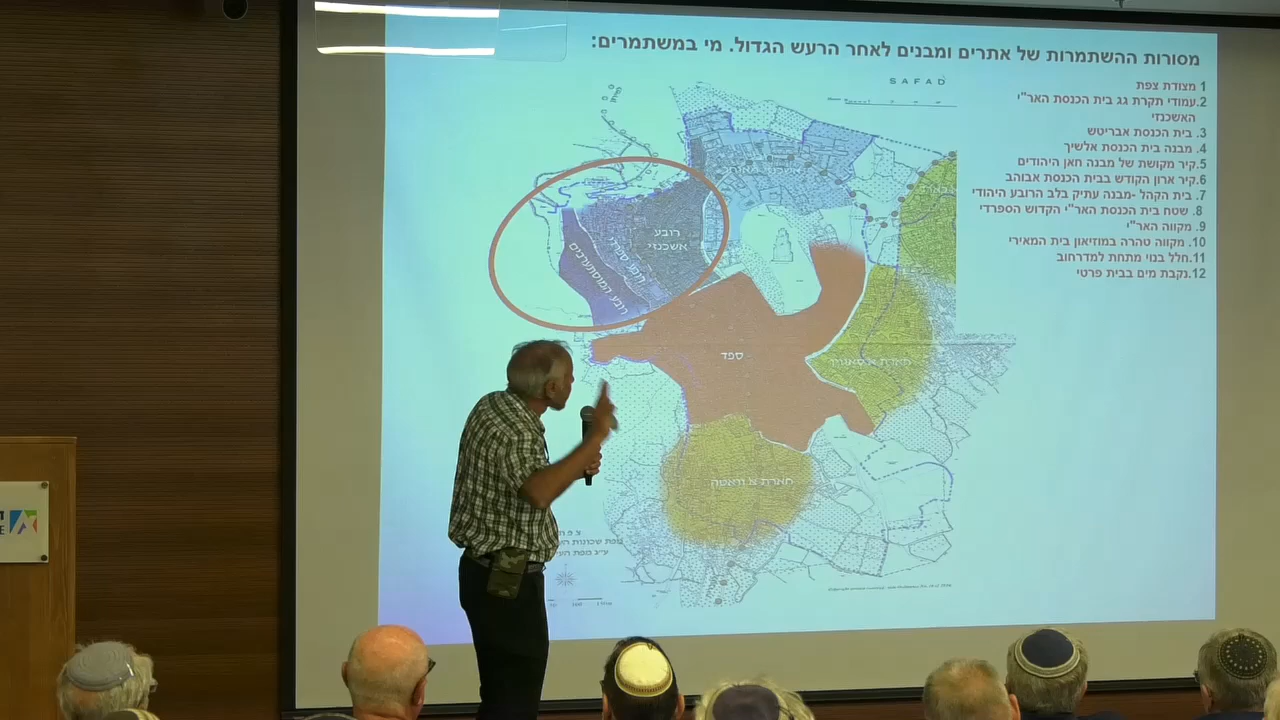 מסורות ההשתמרות של אתרים ומבנים לאחר הרעש הגדול. מי במשתמרים:
SAFAD
1 מצודת צפת
2.עמודי תקרת גג בית הכנסת האר"י
האשכנזי
3. בית הכנסת אבריטש
4. מבנה בית הכנסת אלשיך
5.קיר מקושת של מבנה חאן היהודים
6.קיר ארון הקודש בבית הכנסת אבוהב
7. בית הקהל -מבנה עתיק בלב הרובע היהודי
8. שטח בית הכנסת האר"י הקדוש הספרדי
9. מקווה האר"י
10. מקווה טהרה במוזיאון בית המאירי
11.חלל בנוי מתחת למדרחוב
12.נקבת מים בבית פרטי
רובע
אשכנזי
רובע ספרדי
רובע המוסתערבים
ספד